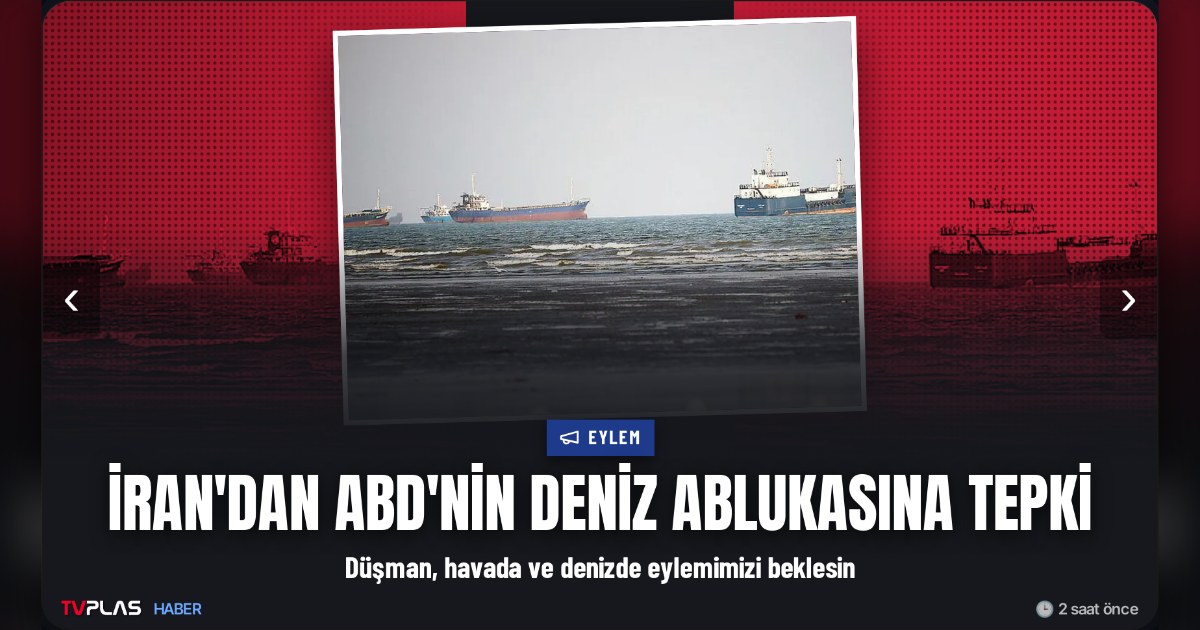 EYLEM
İRAN'DAN ABD'NİN DENİZ ABLUKASINA TEPKİ
Düşman, havada ve denizde eylemimizi beklesin
TVPLAS HABER
2 saat önce